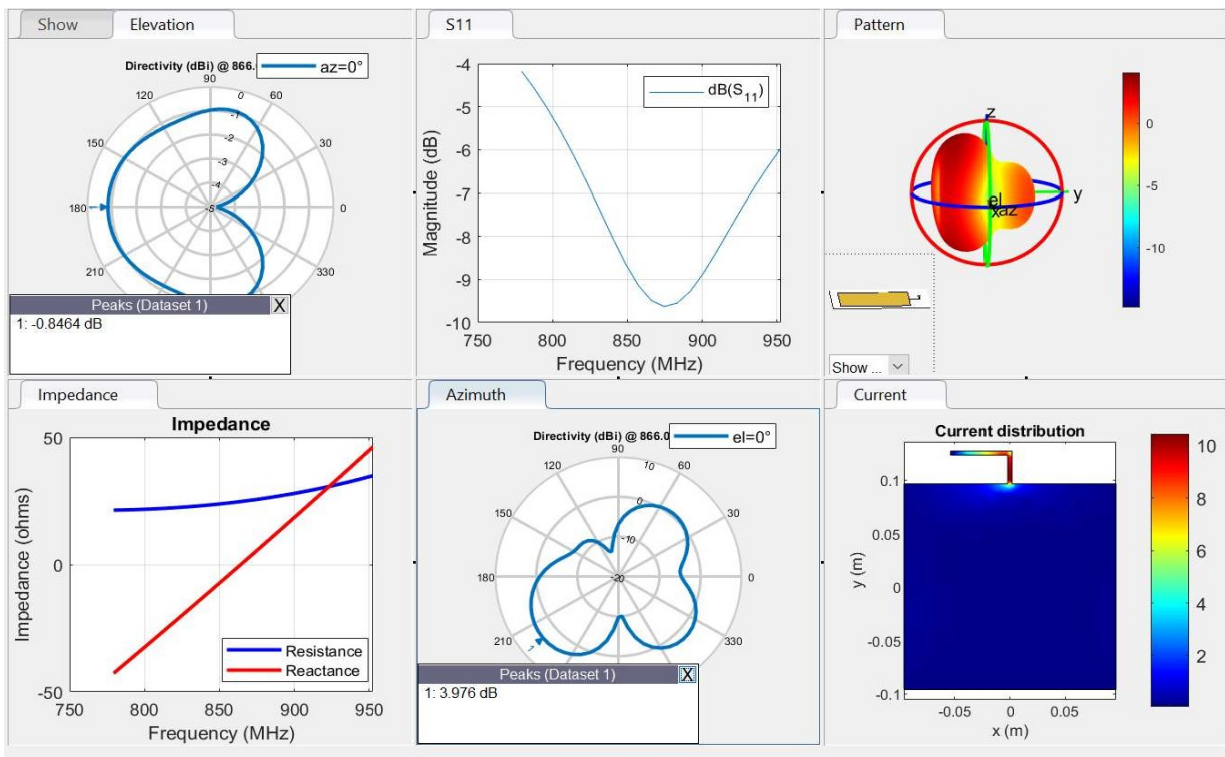 Show
Elevation
Directivity (dBi) @ 866.
az=0°
90
120
60
150
30
180
0
210
330
0
-1
-2
-3
-4
-5
1
Peaks (Dataset 1)
X
1: -0.8464 dB
S11
dB(S11)
Magnitude (dB)
-4
-5
-6
-7
-8
-9
-10
750
800
850
900
950
Frequency (MHz)
Pattern
z
y
el
x
az
0
-5
-10
Show ...
Impedance
Impedance
Impedance (ohms)
50
0
-50
Resistance
Reactance
750
800
850
900
950
Frequency (MHz)
Azimuth
Directivity (dBi) @ 866.0
el=0°
90
120
60
150
30
180
0
210
330
10
0
-10
-20
1
Peaks (Dataset 1)
X
1: 3.976 dB
Current
Current distribution
y (m)
0.1
0.05
0
-0.05
-0.1
-0.05
0
0.05
x (m)
10
8
6
4
2